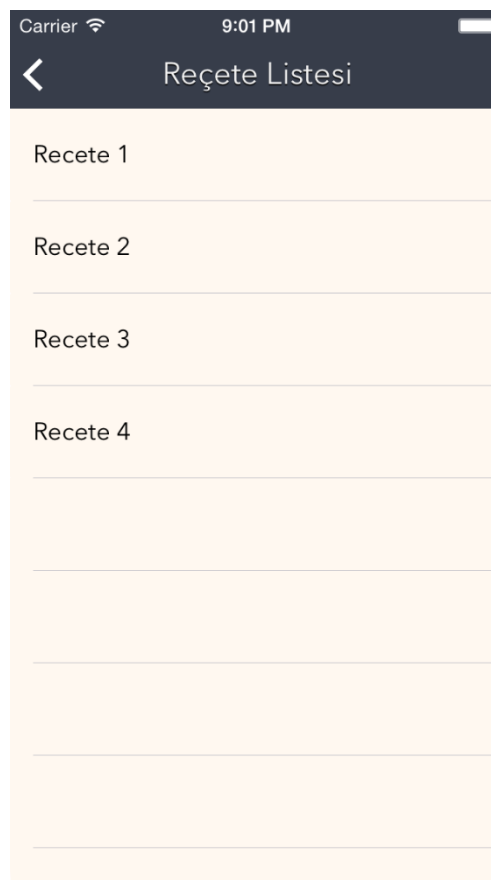 Carrier 9:01 PM
Reçete Listesi
Recete 1
Recete 2
Recete 3
Recete 4